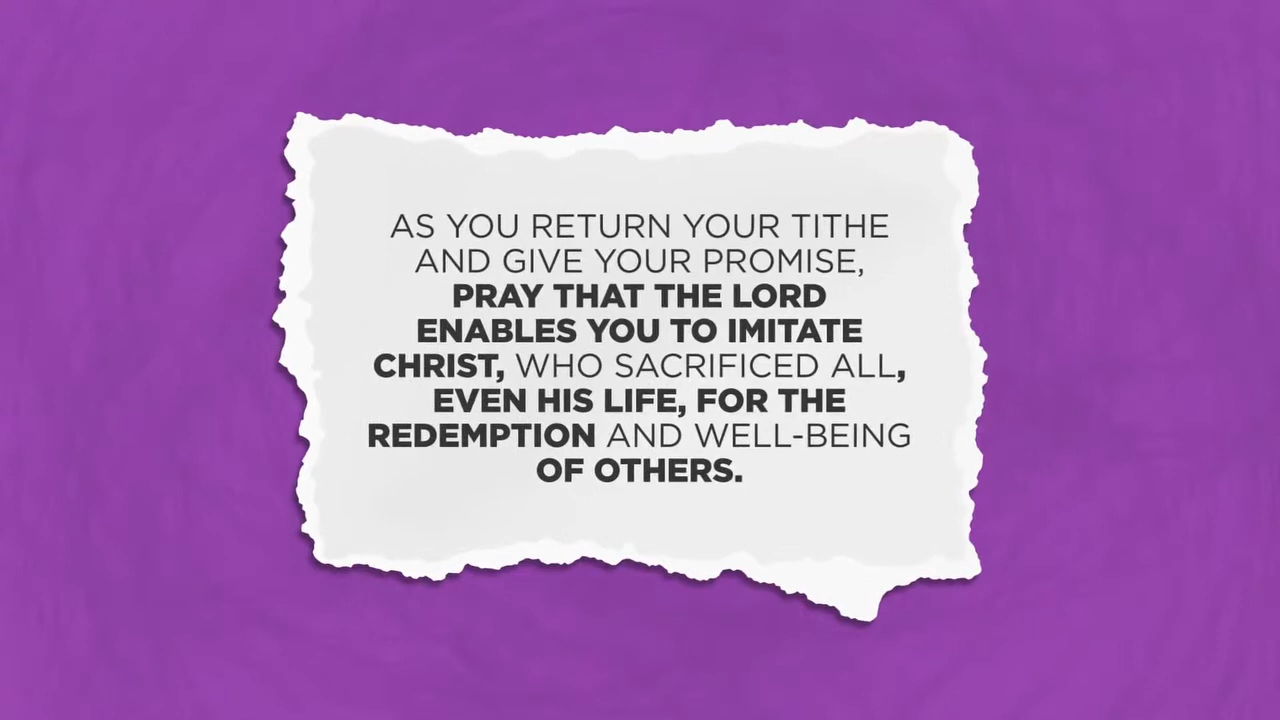 AS YOU RETURN YOUR TITHE
AND GIVE YOUR PROMISE,
PRAY THAT THE LORD
ENABLES YOU TO IMITATE
CHRIST, WHO SACRIFICED ALL,
EVEN HIS LIFE, FOR THE
REDEMPTION AND WELL-BEING
OF OTHERS.